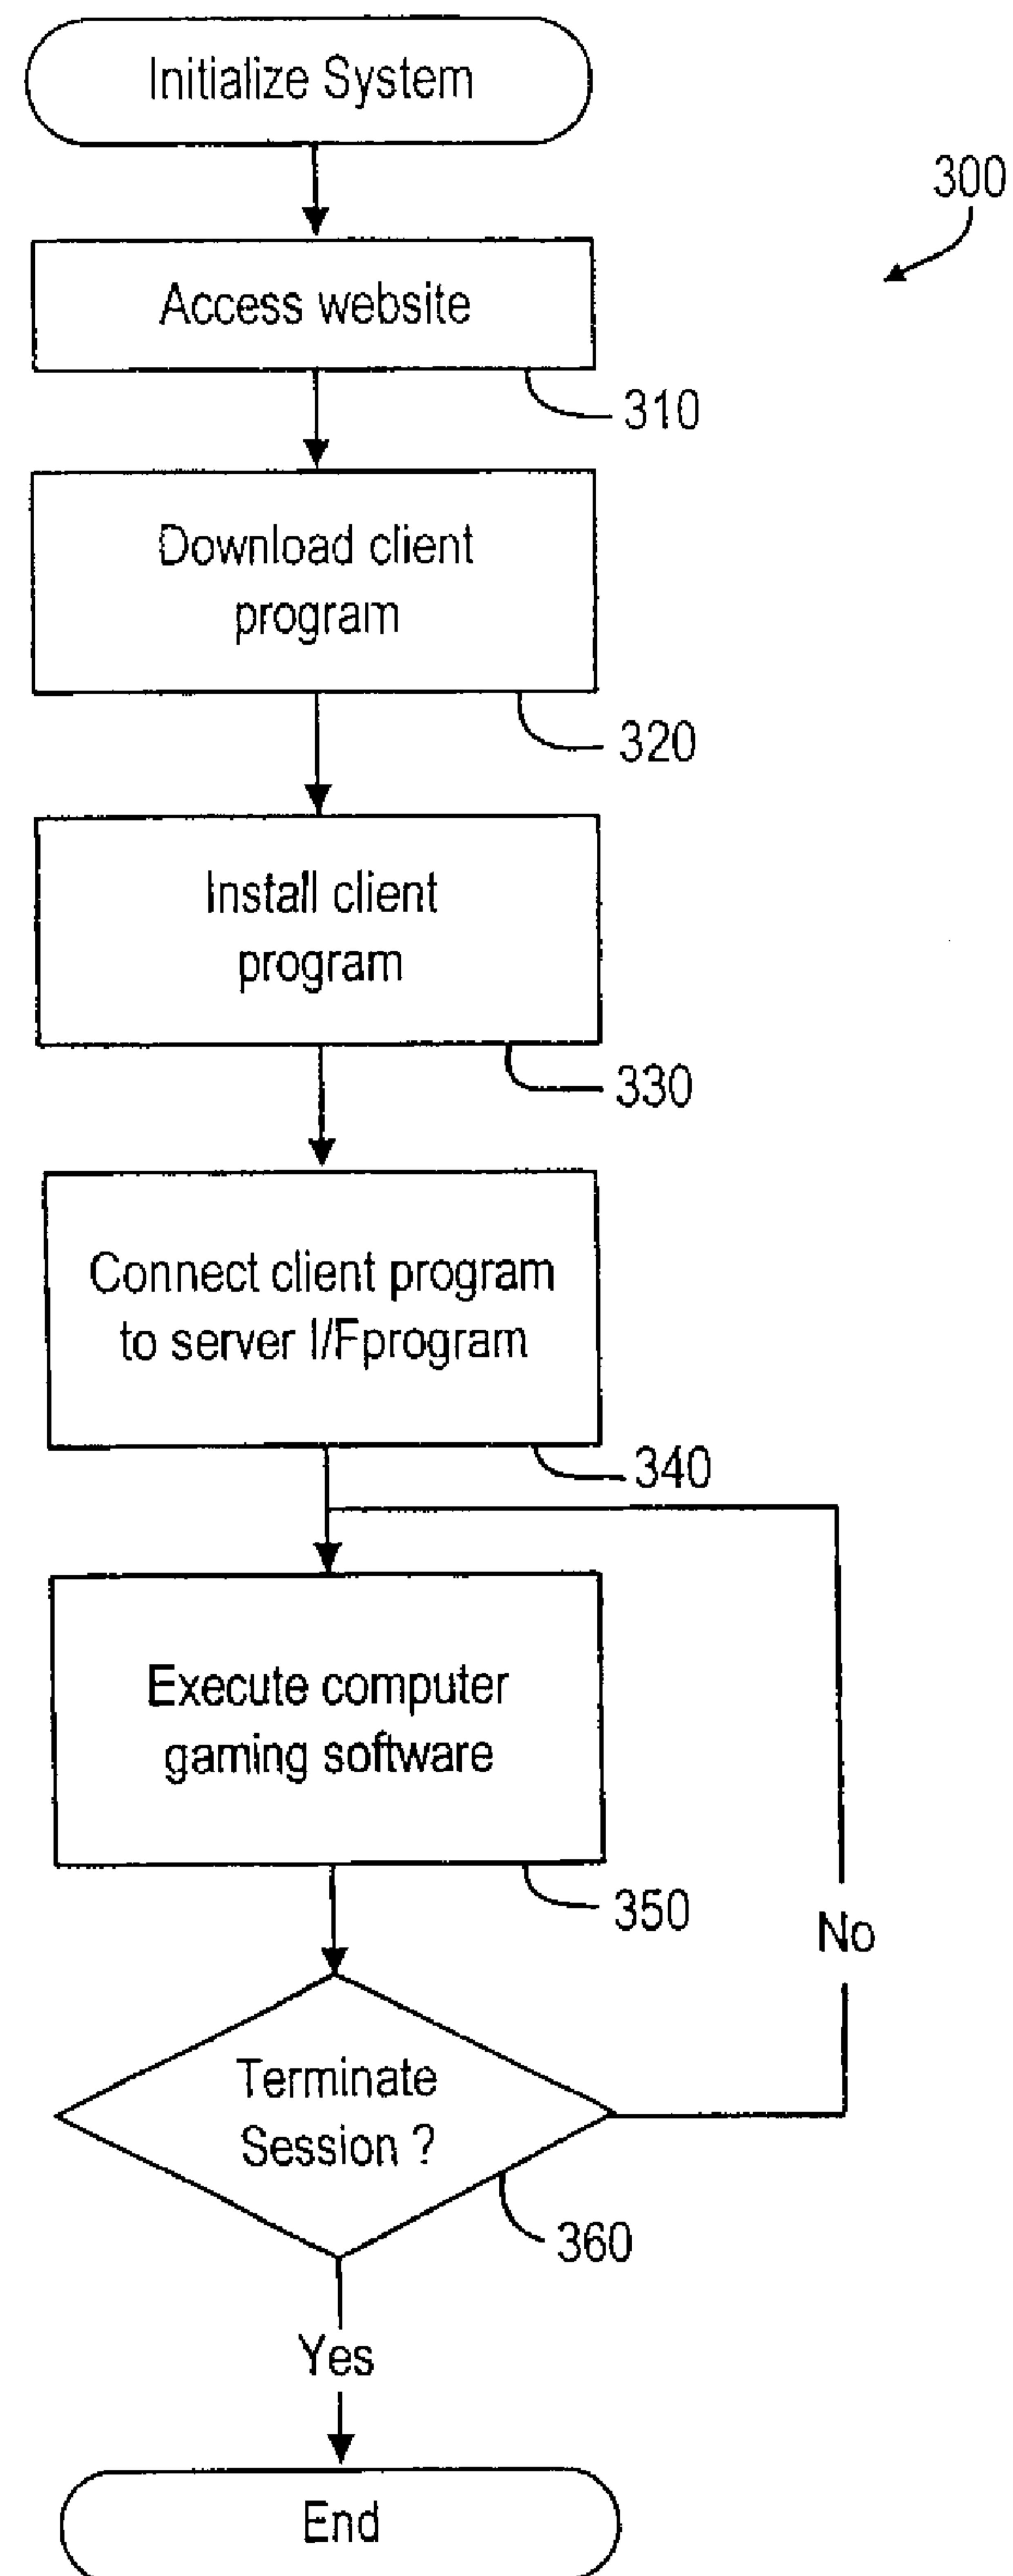 Initialize System
300
Access website
310
Download client
program
320
Install client
program
330
Connect client program
to server I/Fprogram
340
Execute computer
gaming software
350
No
Terminate
Session ?
360
Yes
End